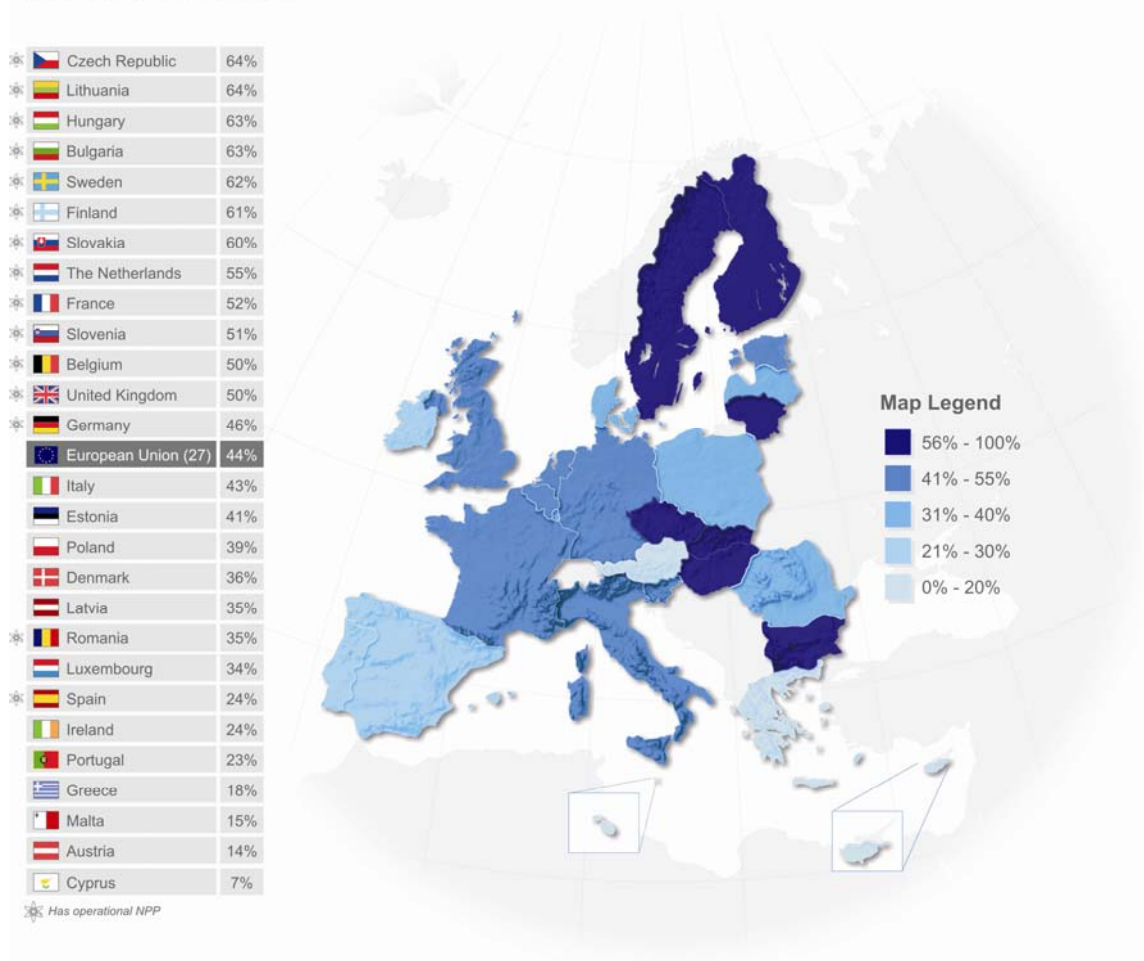 Czech Republic 64%
Lithuania 64%
Hungary 63%
Bulgaria 63%
Sweden 62%
Finland 61%
Slovakia 60%
The Netherlands 55%
France 52%
Slovenia 51%
Belgium 50%
United Kingdom 50%
Germany 46%
European Union (27) 44%
Italy 43%
Estonia 41%
Poland 39%
Denmark 36%
Latvia 35%
Romania 35%
Luxembourg 34%
Spain 24%
Ireland 24%
Portugal 23%
Greece 18%
Malta 15%
Austria 14%
Cyprus 7%
Has operational NPP
Map Legend
56% - 100%
41% - 55%
31% - 40%
21% - 30%
0% - 20%